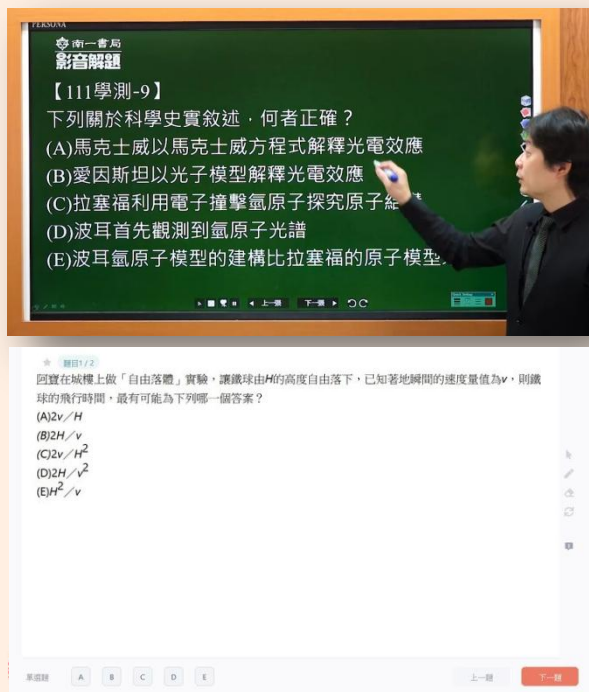 PERSONA
南一書局
影音解題
【111學測-9】
下列關於科學史實敘述，何者正確？
(A)馬克士威以馬克士威方程式解釋光電效應
(B)愛因斯坦以光子模型解釋光電效應
(C)拉塞福利用電子撞擊氫原子探究原子結構
(D)波耳首先觀測到氫原子光譜
(E)波耳氫原子模型的建構比拉塞福的原子模型
上一題 下一題
題目1/2
阿寶在城樓上做「自由落體」實驗，讓鐵球由H的高度自由落下，已知著地瞬間的速度量值為v，則鐵
球的飛行時間，最有可能為下列哪一個答案？
(A)2v／H
(B)2H／v
(C)2v／H²
(D)2H／v²
(E)H²／v
單選題 A B C D E 上一題 下一題